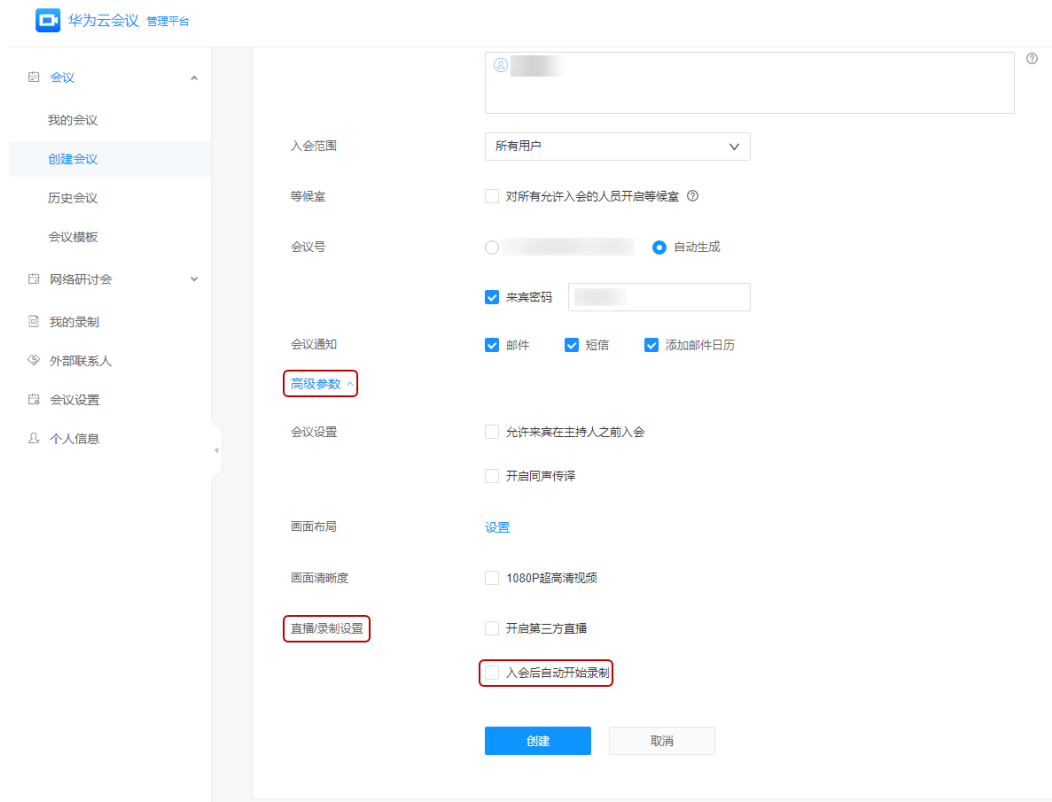 华为云会议 管理平台
会议
我的会议
创建会议
历史会议
会议模板
网络研讨会
我的录制
外部联系人
会议设置
个人信息
入会范围 所有用户
等候室 对所有允许入会的人员开启等候室
会议号 自动生成
来宾密码
会议通知 邮件 短信 添加邮件日历
高级参数
会议设置 允许来宾在主持人之前入会
开启同声传译
画面布局 设置
画面清晰度 1080P超高清视频
直播/录制设置 开启第三方直播
入会后自动开始录制
创建 取消